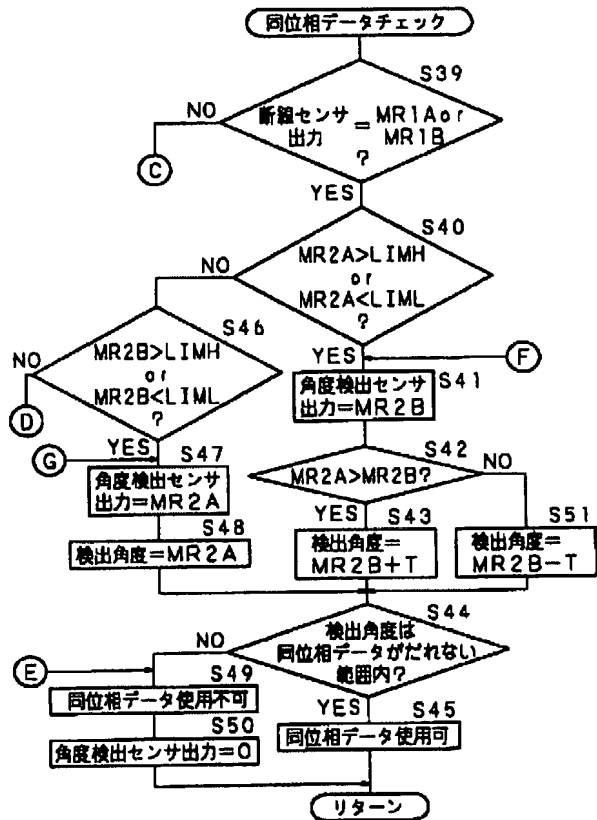 同位相データチェック
S39
NO
断線センサ
出力
=
MR1Aor
MR1B
?
C
YES
S40
NO
MR2A>LIMH
or
MR2A<LIML
?
S46
NO
MR2B>LIMH
or
MR2B<LIML
?
D
YES
F
S41
角度検出センサ
出力=MR2B
YES
G
S47
角度検出センサ
出力=MR2A
S42
MR2A>MR2B?
NO
S48
検出角度=MR2A
YES
S43
検出角度=
MR2B+T
S51
検出角度=
MR2B-T
S44
NO
検出角度は
同位相データがだれない
範囲内?
E
S49
同位相データ使用不可
YES
S45
同位相データ使用可
S50
角度検出センサ出力=0
リターン